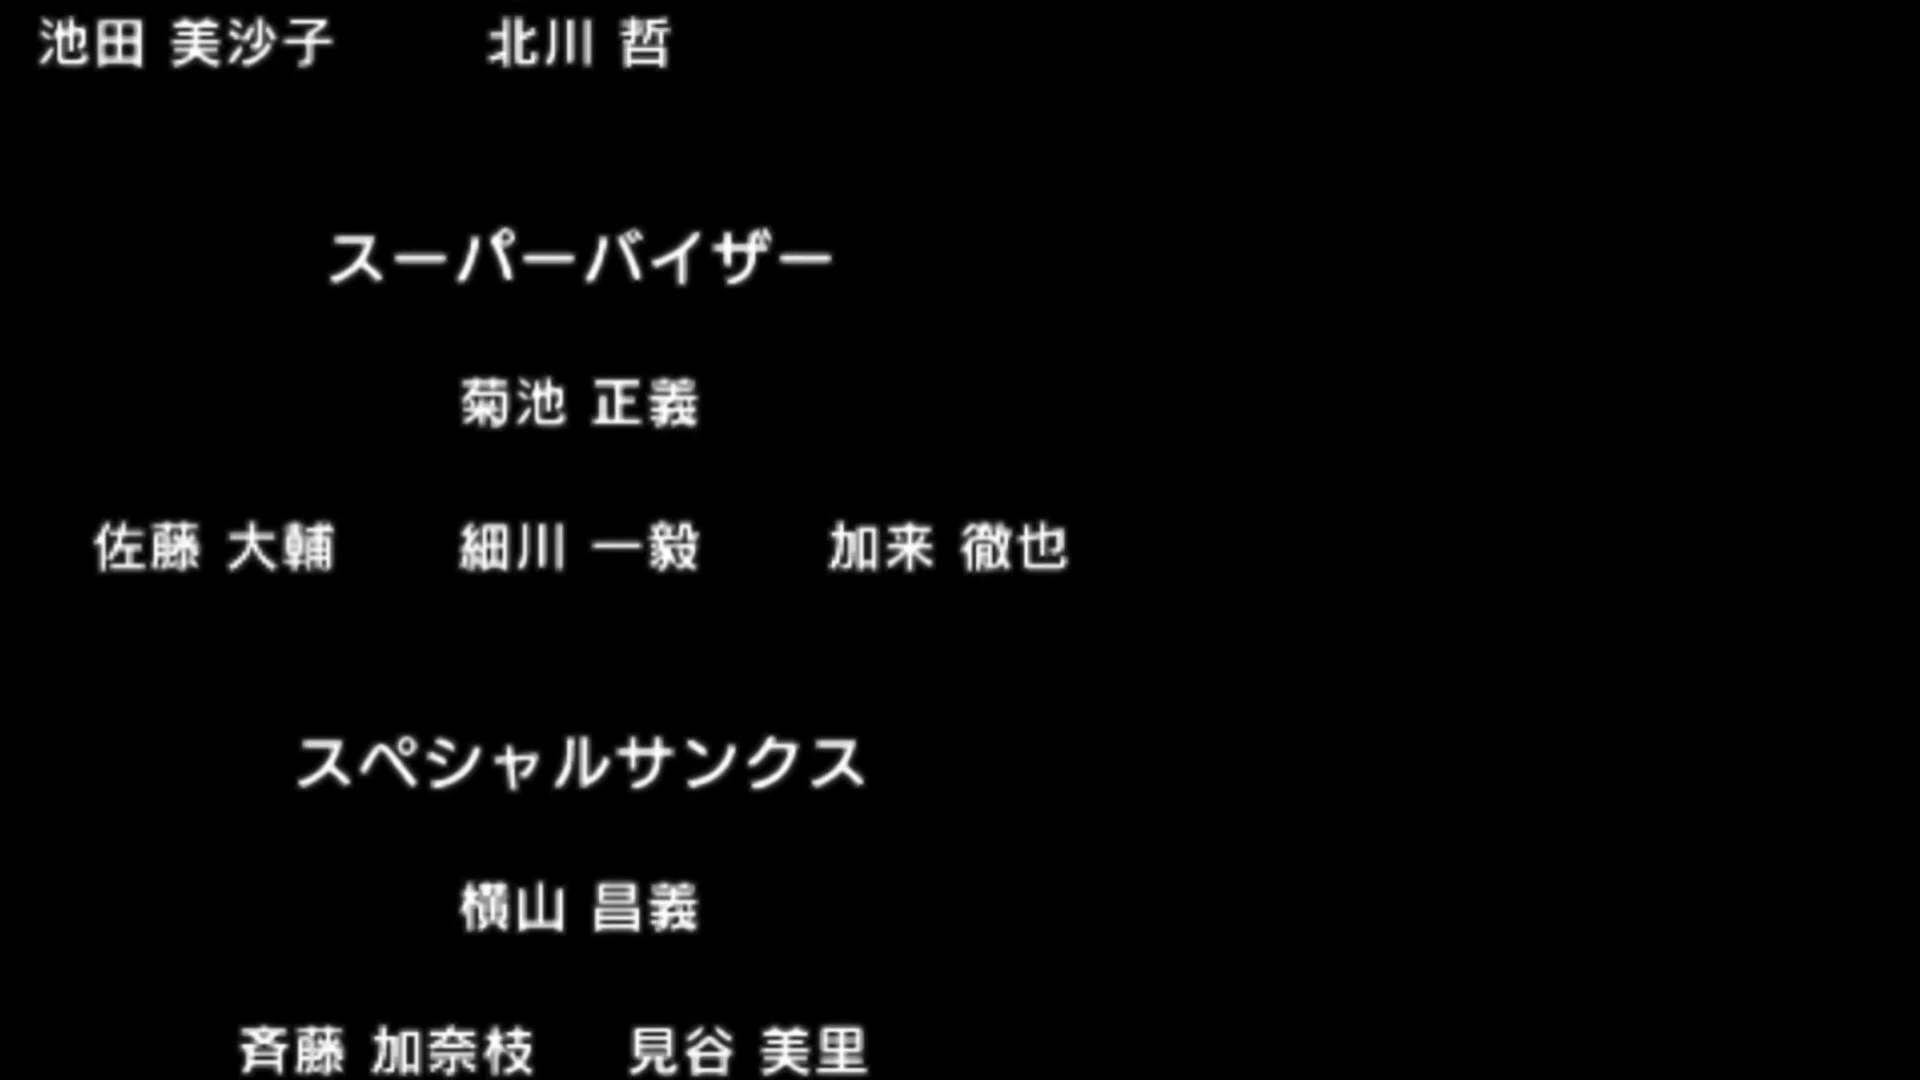 池田 美沙子 北川 哲
スーパーバイザー
菊池 正義
佐藤 大輔 細川 一毅 加来 徹也
スペシャルサンクス
横山 昌義
斉藤 加奈枝 見谷 美里